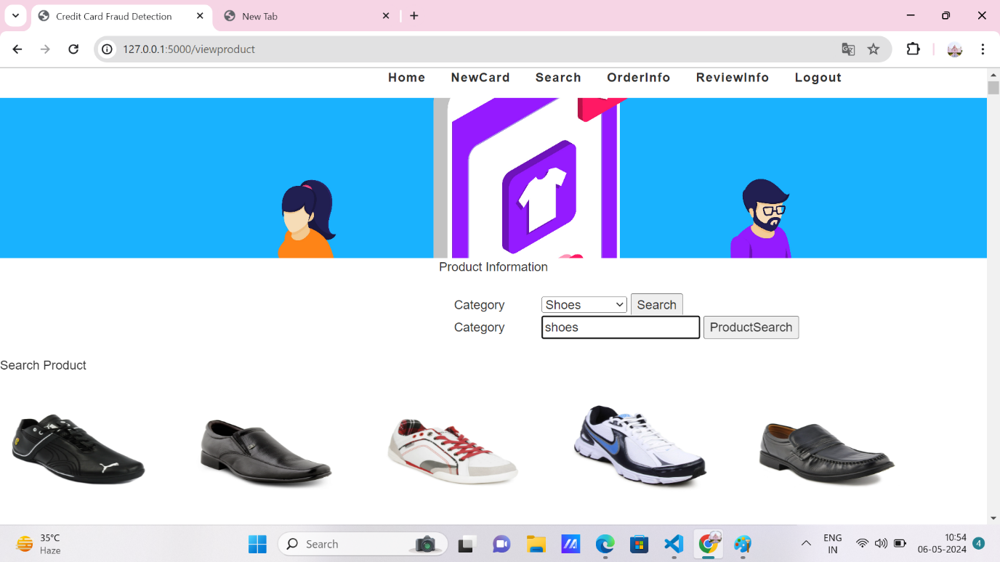 Credit Card Fraud Detection
New Tab
127.0.0.1:5000/viewproduct
Home NewCard Search OrderInfo ReviewInfo Logout
Product Information
Category Shoes Search
Category shoes ProductSearch
Search Product
35°C
Haze
Search
ENG
IN
10:54
06-05-2024
4